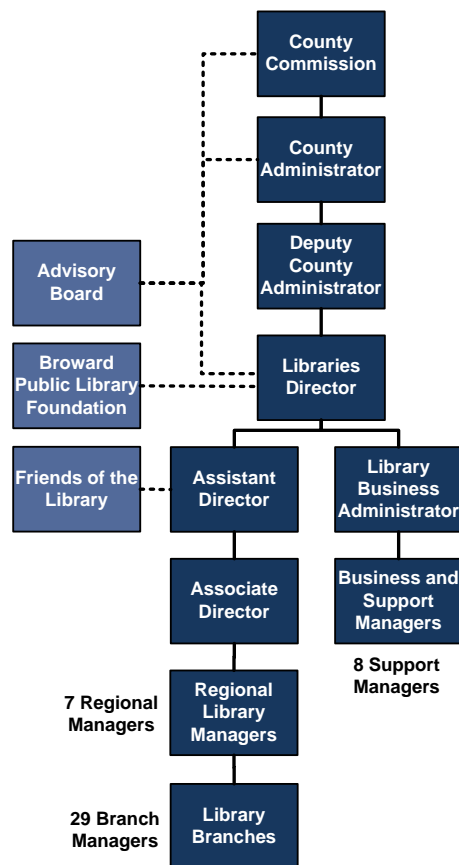 County
Commission
County
Administrator
Deputy
County
Administrator
Advisory
Board
Libraries
Director
Broward
Public Library
Foundation
Friends of the
Library
Assistant
Director
Library
Business
Administrator
Associate
Director
Business and
Support
Managers
8 Support
Managers
7 Regional
Managers
Regional
Library
Managers
29 Branch
Managers
Library
Branches